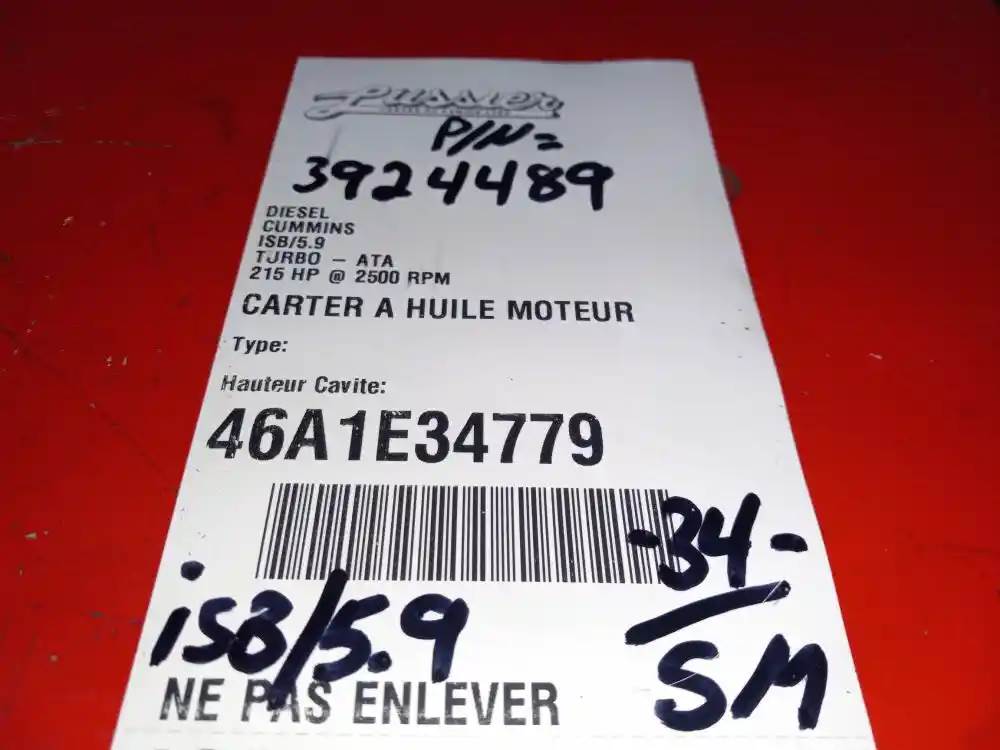 P/N=
3924489
DIESEL
CUMMINS
ISB/5.9
TURBO - ATA
215 HP @ 2500 RPM
CARTER A HUILE MOTEUR
Type:
Hauteur Cavite:
46A1E34779
-34-
SM
iSB/5.9
NE PAS ENLEVER